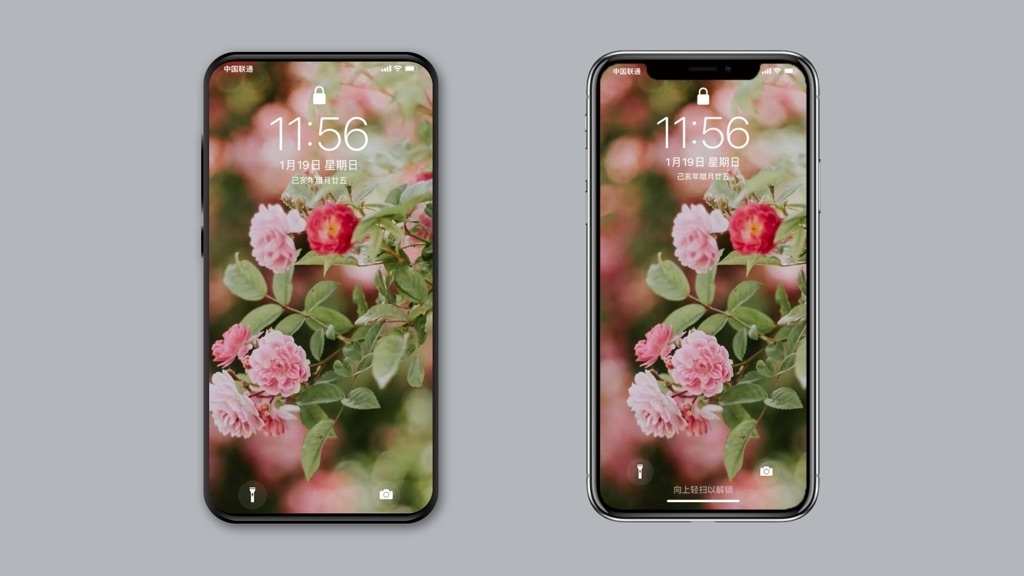 中国联通
11:56
1月19日 星期日
己亥年腊月廿五
中国联通
11:56
1月19日 星期日
己亥年腊月廿五
向上轻扫以解锁